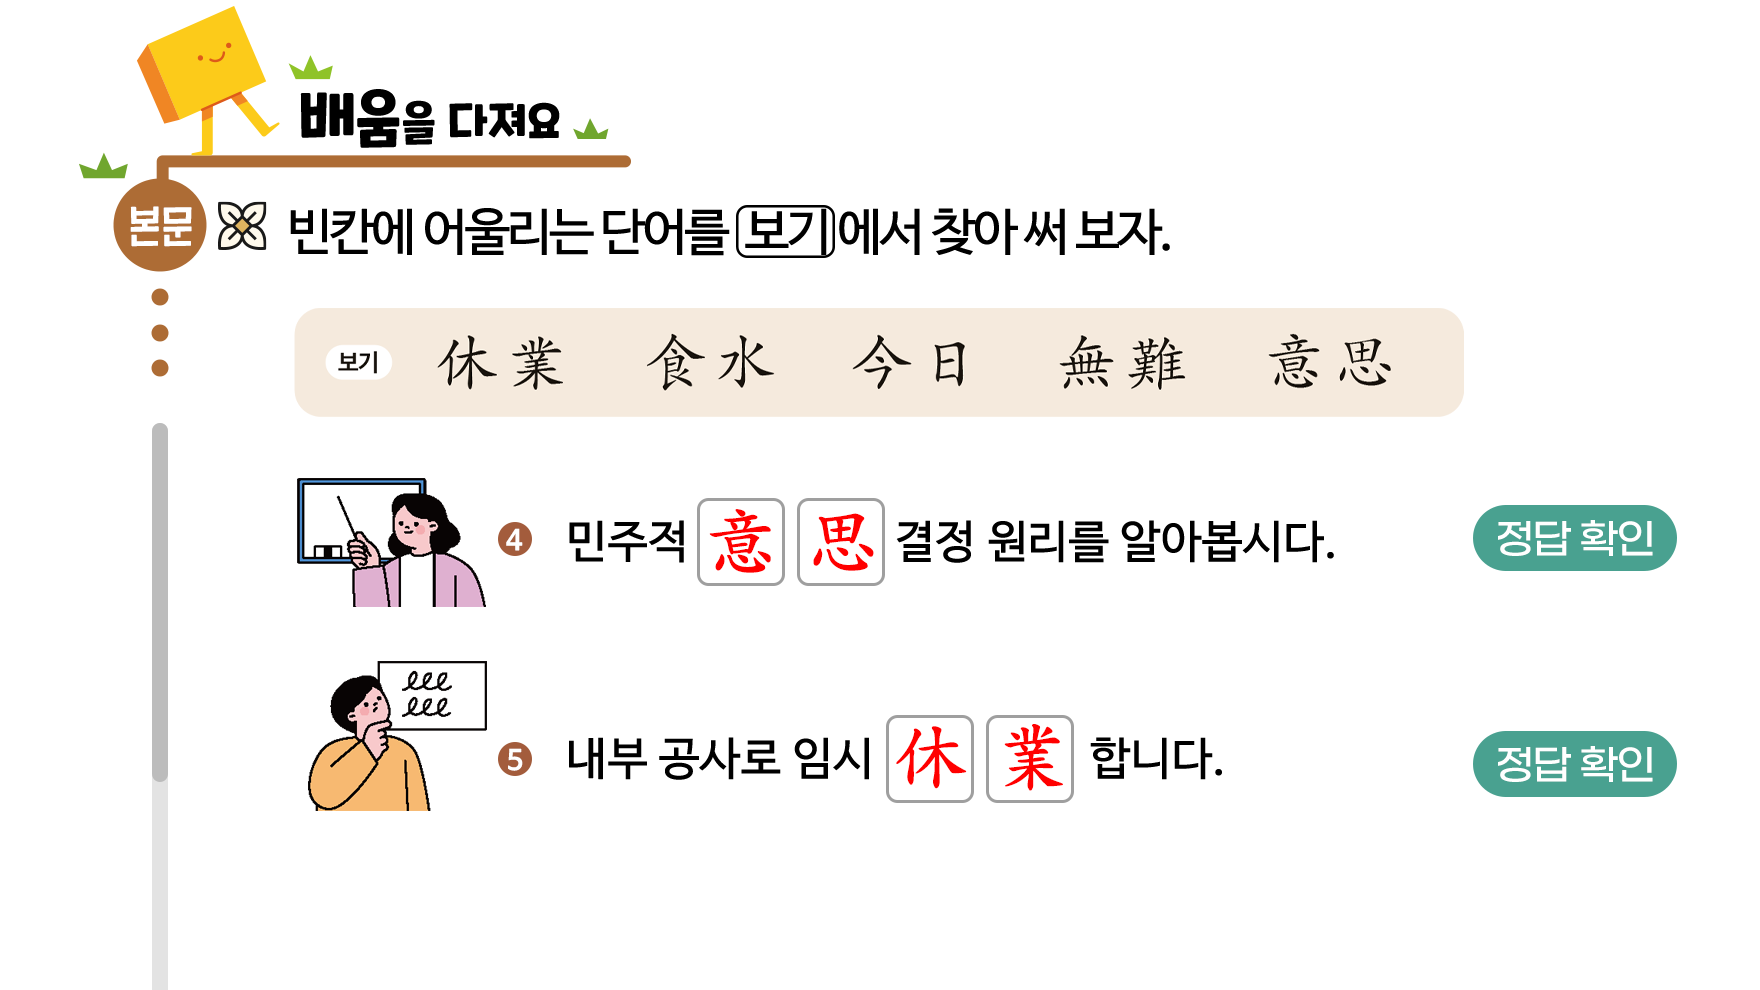 배움을 다져요
본문 빈칸에 어울리는 단어를 보기에서 찾아 써 보자.
보기 休業 食水 今日 無難 意思
4 민주적 意思 결정 원리를 알아봅시다. 정답 확인
5 내부 공사로 임시 休業 합니다. 정답 확인